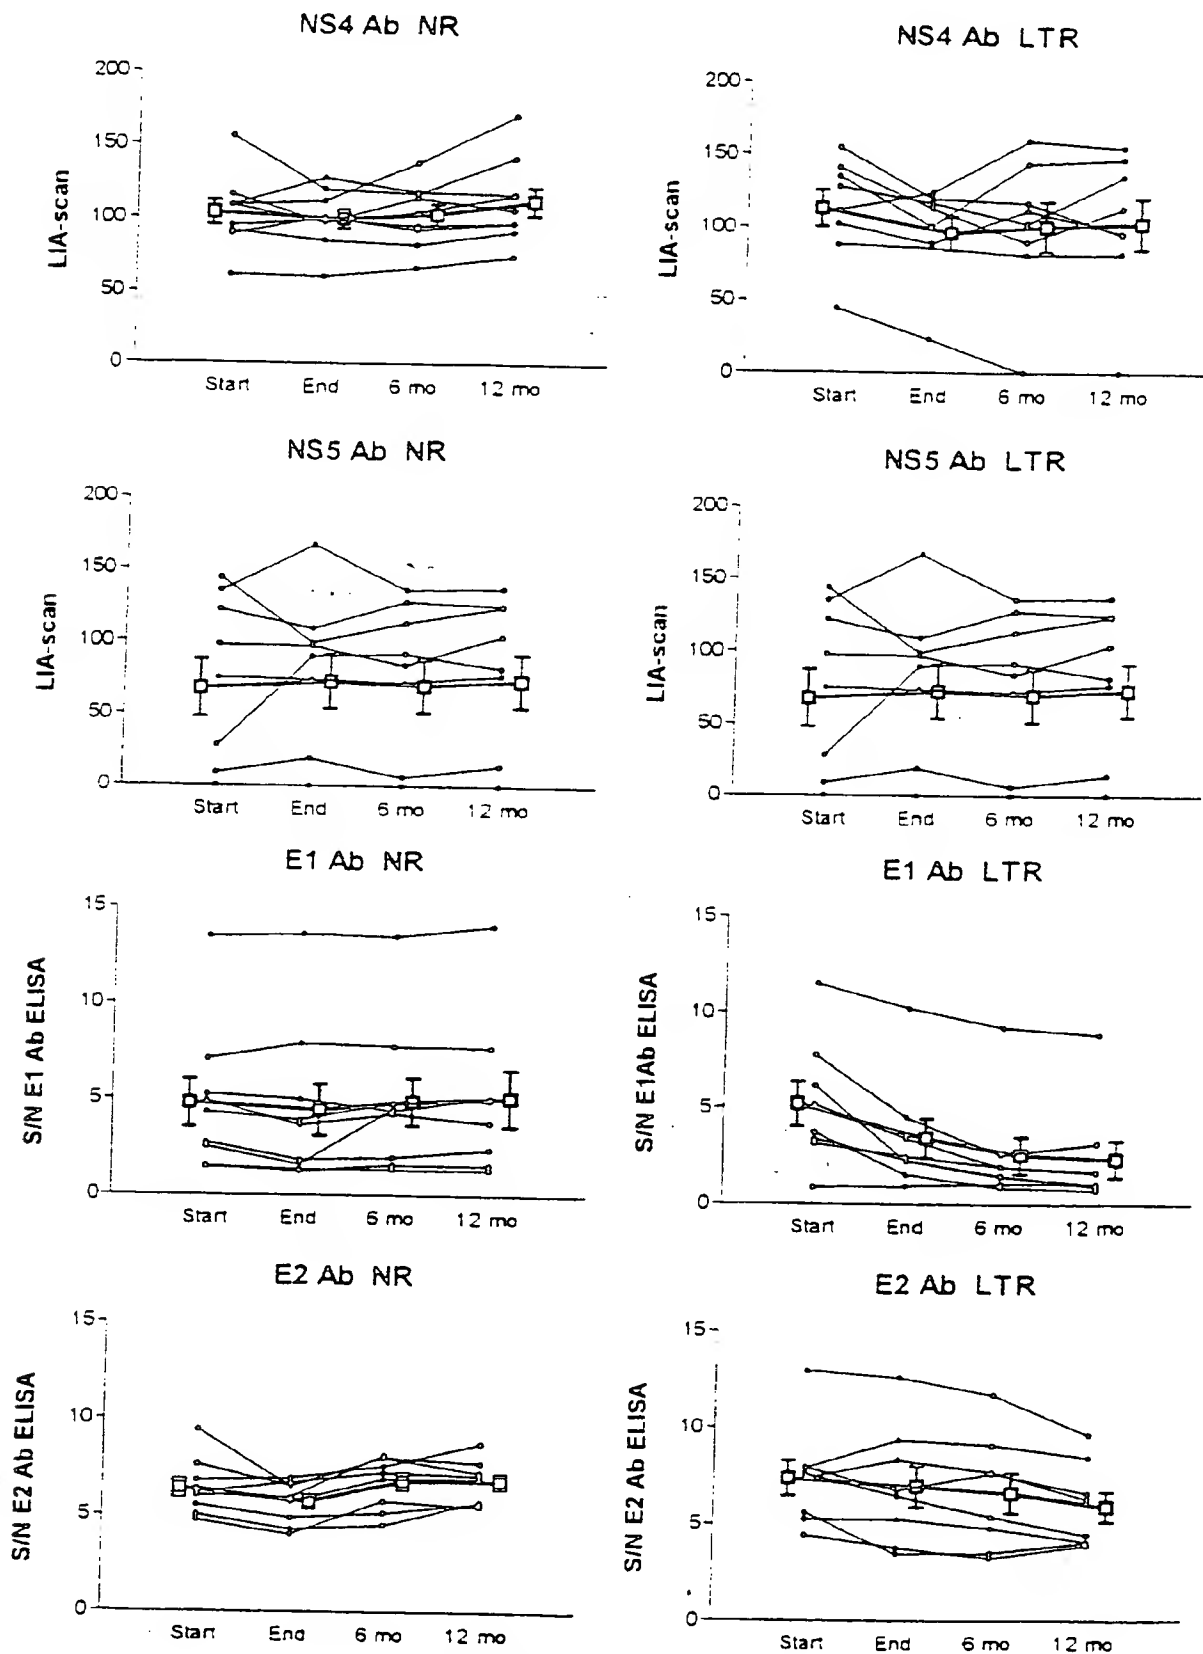 NS4 Ab NR
200
150
100
50
0
LIA-scan
Start End 6 mo 12 mo
NS4 Ab LTR
200
150
100
50
0
LIA-scan
Start End 6 mo 12 mo
NS5 Ab NR
200
150
100
50
0
LIA-scan
Start End 6 mo 12 mo
NS5 Ab LTR
200
150
100
50
0
LIA-scan
Start End 6 mo 12 mo
E1 Ab NR
15
10
5
0
S/N E1 Ab ELISA
Start End 6 mo 12 mo
E1 Ab LTR
15
10
5
0
S/N E1Ab ELISA
Start End 6 mo 12 mo
E2 Ab NR
15
10
5
0
S/N E2 Ab ELISA
Start End 6 mo 12 mo
E2 Ab LTR
15
10
5
0
S/N E2 Ab ELISA
Start End 6 mo 12 mo